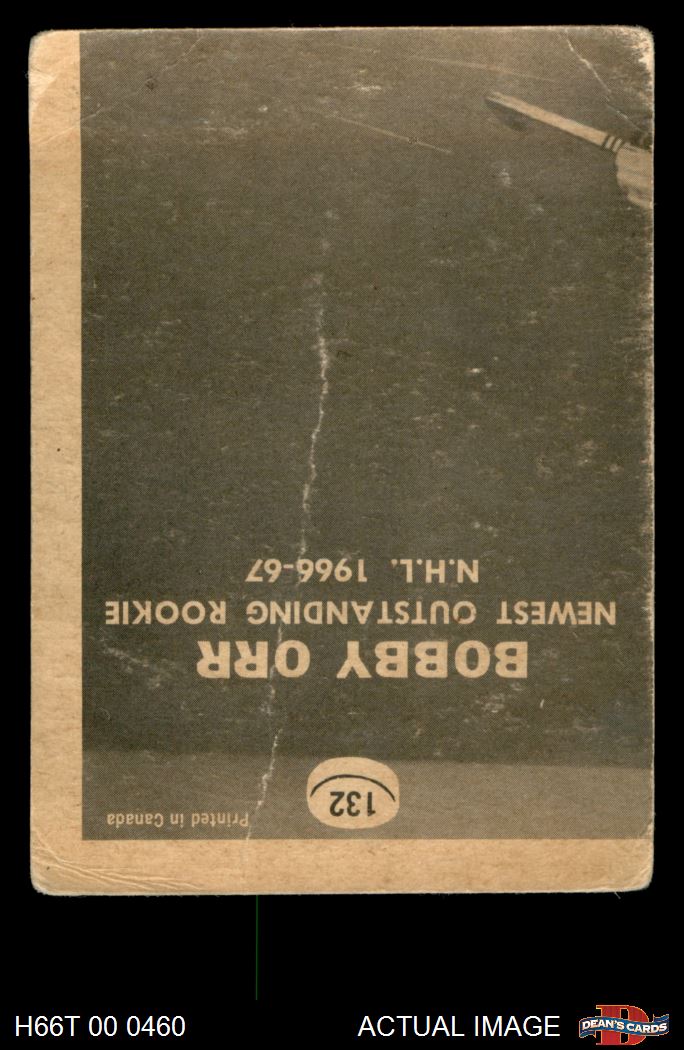 132
Printed in Canada
BOBBY ORR
NEWEST OUTSTANDING ROOKIE
N.H.L. 1966-67
H66T 00 0460
ACTUAL IMAGE
DEAN'S CARDS